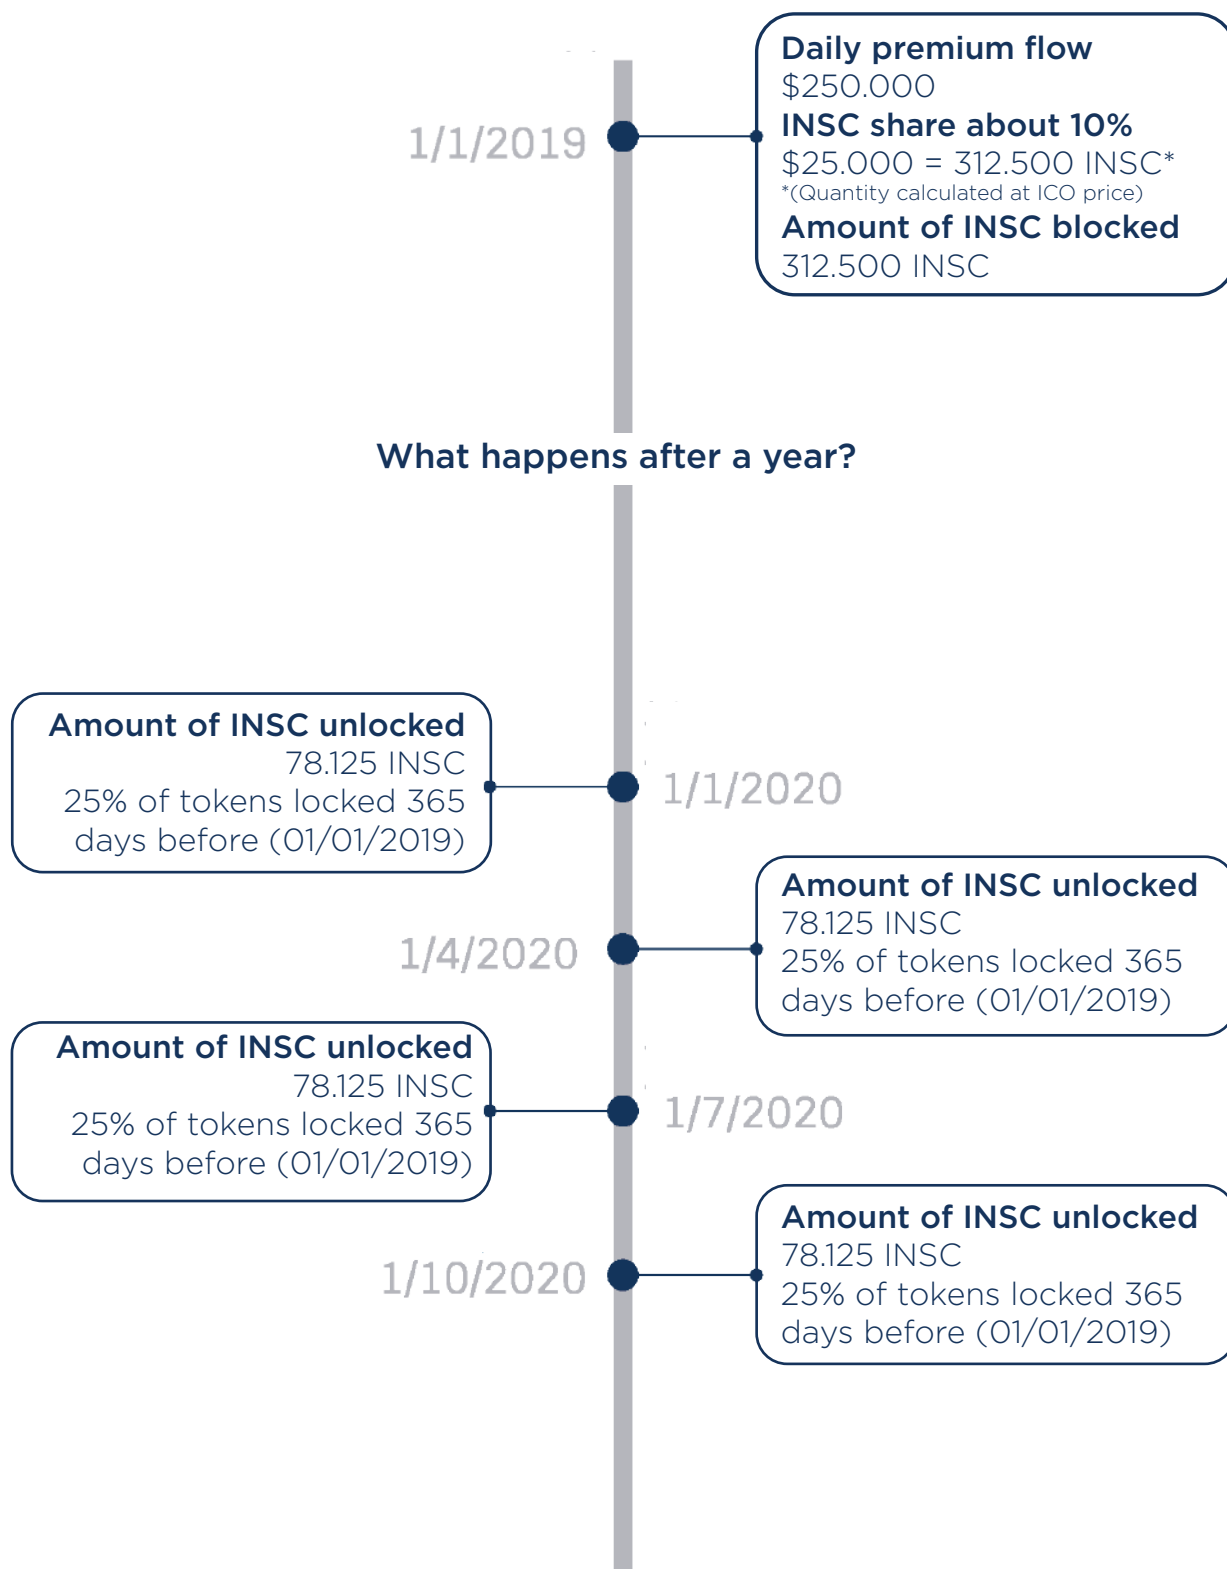 1/1/2019
Daily premium flow
$250.000
INSC share about 10%
$25.000 = 312.500 INSC*
*(Quantity calculated at ICO price)
Amount of INSC blocked
312.500 INSC
What happens after a year?
Amount of INSC unlocked
78.125 INSC
25% of tokens locked 365
days before (01/01/2019)
1/1/2020
1/4/2020
Amount of INSC unlocked
78.125 INSC
25% of tokens locked 365
days before (01/01/2019)
Amount of INSC unlocked
78.125 INSC
25% of tokens locked 365
days before (01/01/2019)
1/7/2020
1/10/2020
Amount of INSC unlocked
78.125 INSC
25% of tokens locked 365
days before (01/01/2019)